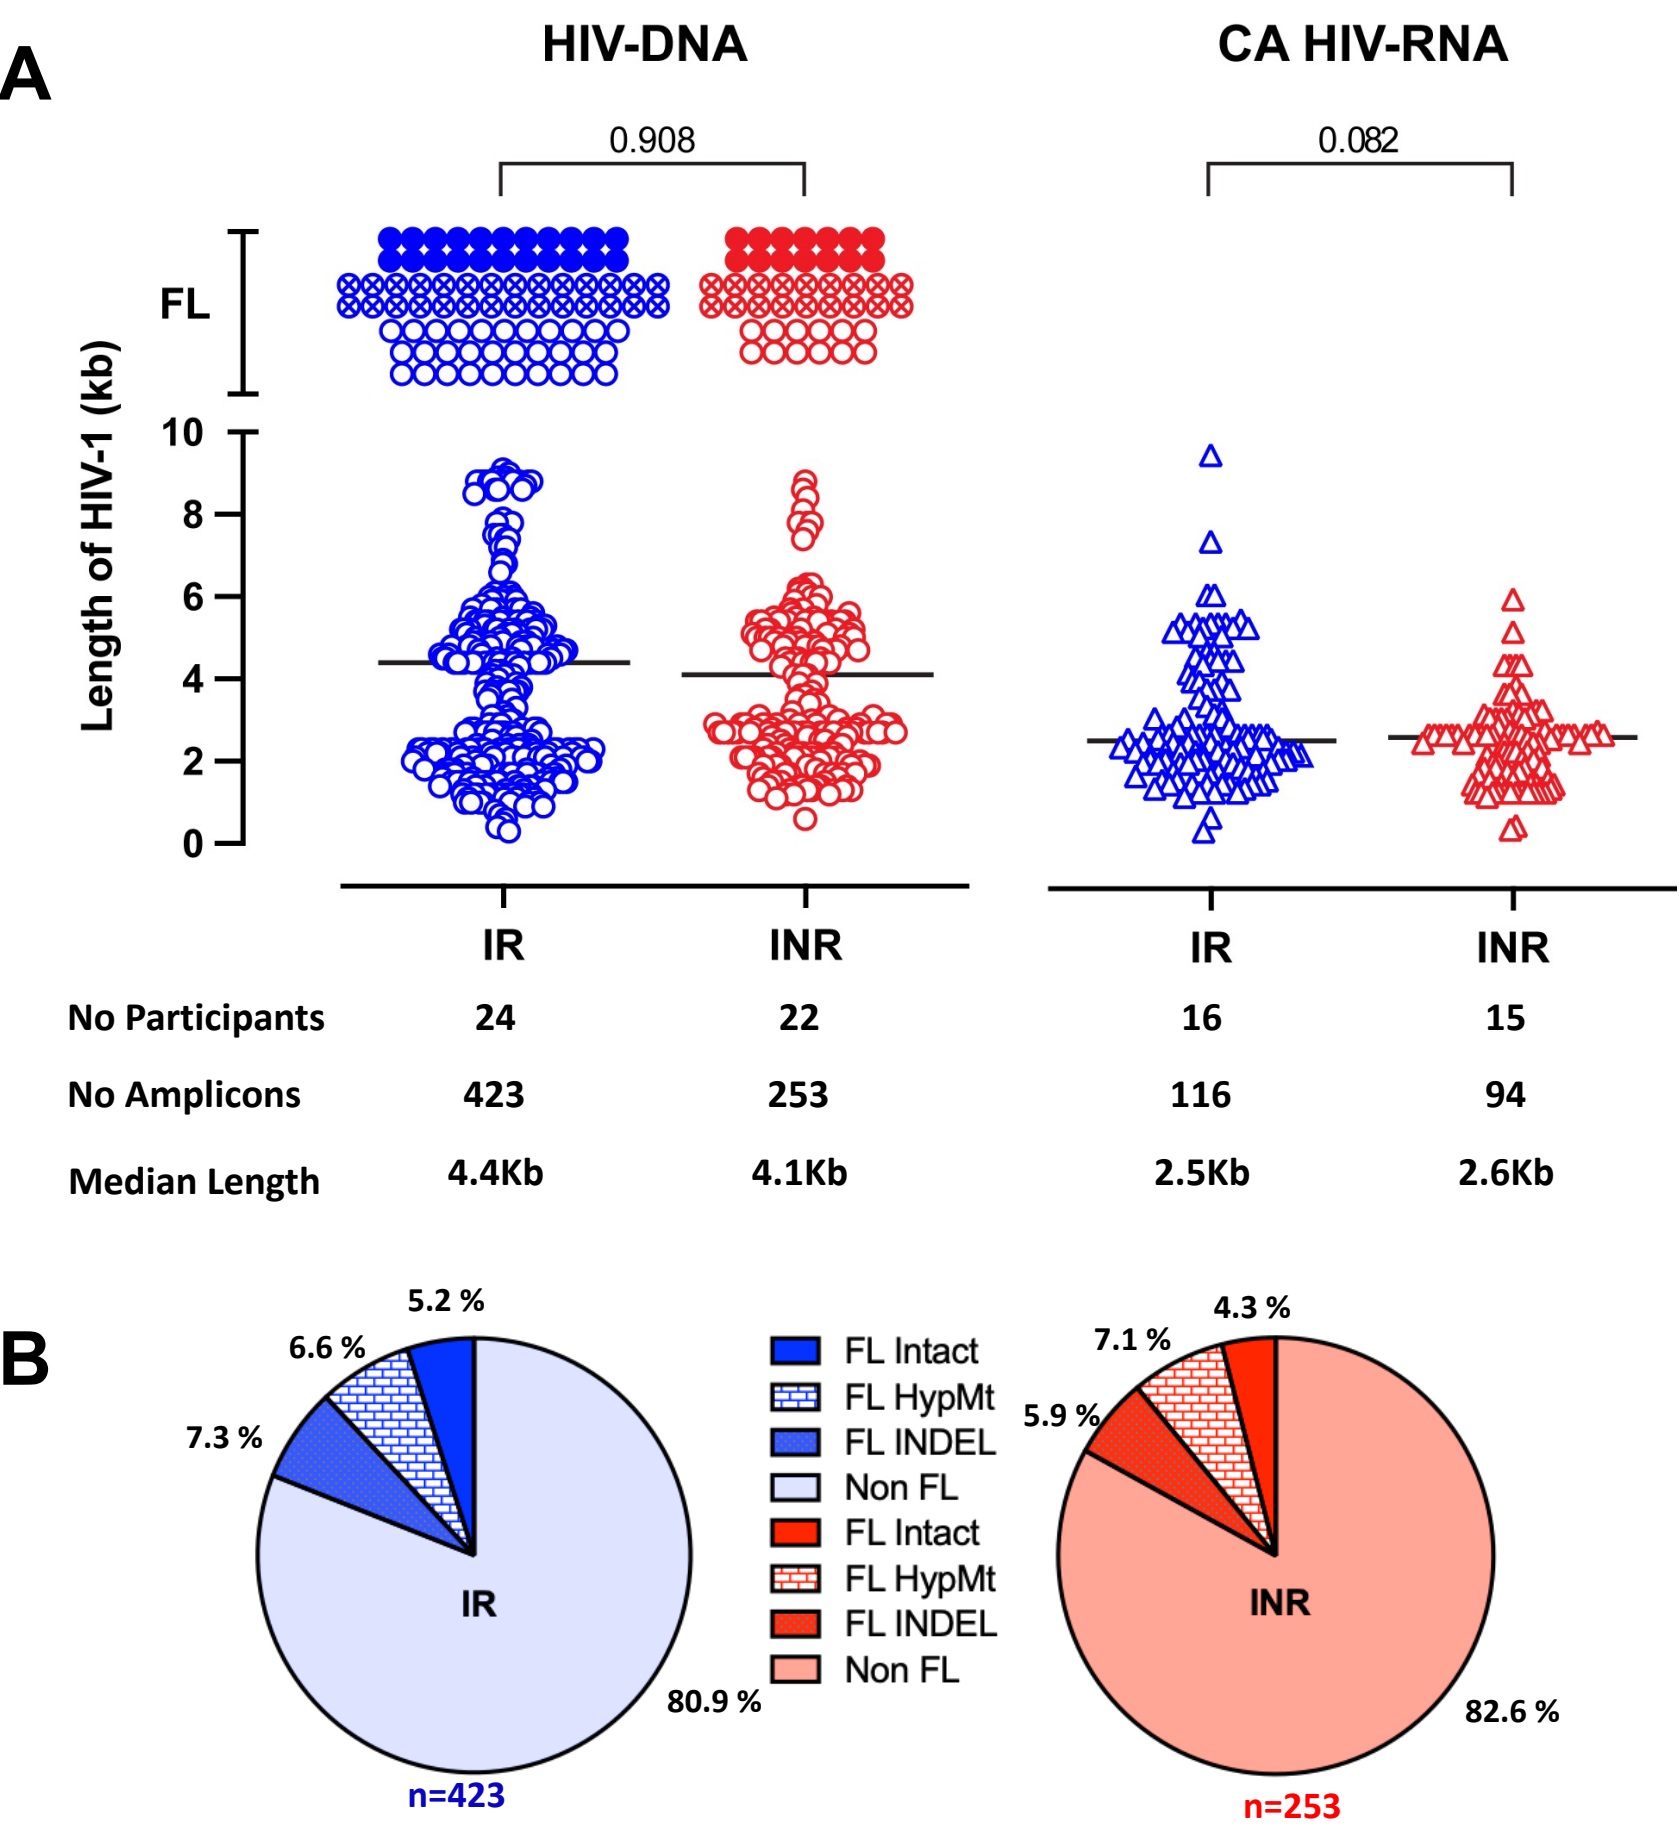 A
HIV-DNA
CA HIV-RNA
0.908
0.082
FL
Length of HIV-1 (kb)
10
8
6
4
2
0
IR
INR
IR
INR
No Participants 24 22 16 15
No Amplicons 423 253 116 94
Median Length 4.4Kb 4.1Kb 2.5Kb 2.6Kb
B
5.2 %
6.6 %
7.3 %
80.9 %
IR
n=423
FL Intact
FL HypMt
FL INDEL
Non FL
FL Intact
FL HypMt
FL INDEL
Non FL
4.3 %
7.1 %
5.9 %
82.6 %
INR
n=253